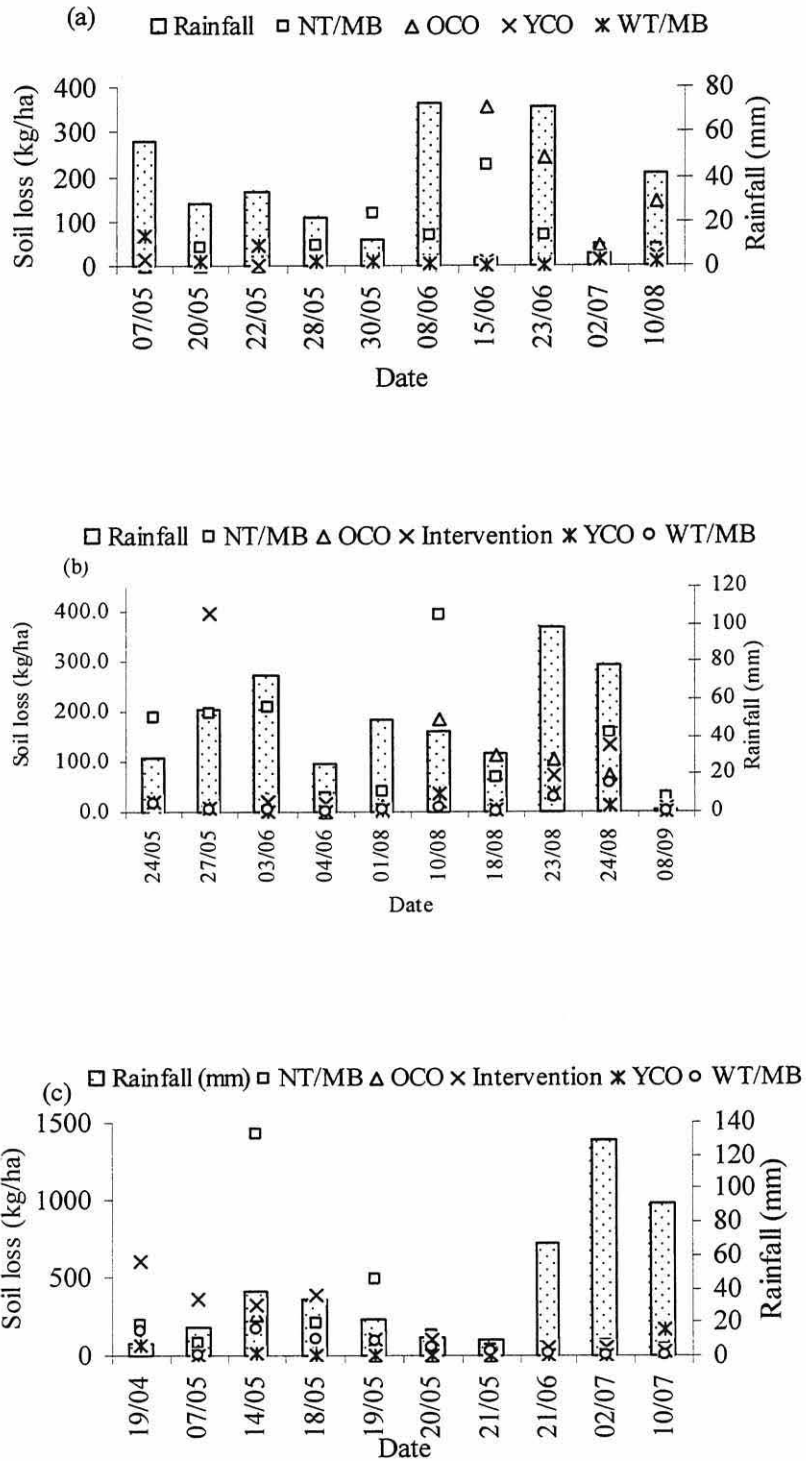 (a)
Rainfall NT/MB OCO YCO WT/MB
Soil loss (kg/ha)
400
300
200
100
0
80
60
40
20
0
Rainfall (mm)
07/05 20/05 22/05 28/05 30/05 08/06 15/06 23/06 02/07 10/08
Date
Rainfall NT/MB OCO Intervention YCO WT/MB
(b)
Soil loss (kg/ha)
400.0
300.0
200.0
100.0
0.0
120
100
80
60
40
20
0
Rainfall (mm)
24/05 27/05 03/06 04/06 01/08 10/08 18/08 23/08 24/08 08/09
Date
Rainfall (mm) NT/MB OCO Intervention YCO WT/MB
(c)
Soil loss (kg/ha)
1500
1000
500
0
140
120
100
80
60
40
20
0
Rainfall (mm)
19/04 07/05 14/05 18/05 19/05 20/05 21/05 21/06 02/07 10/07
Date